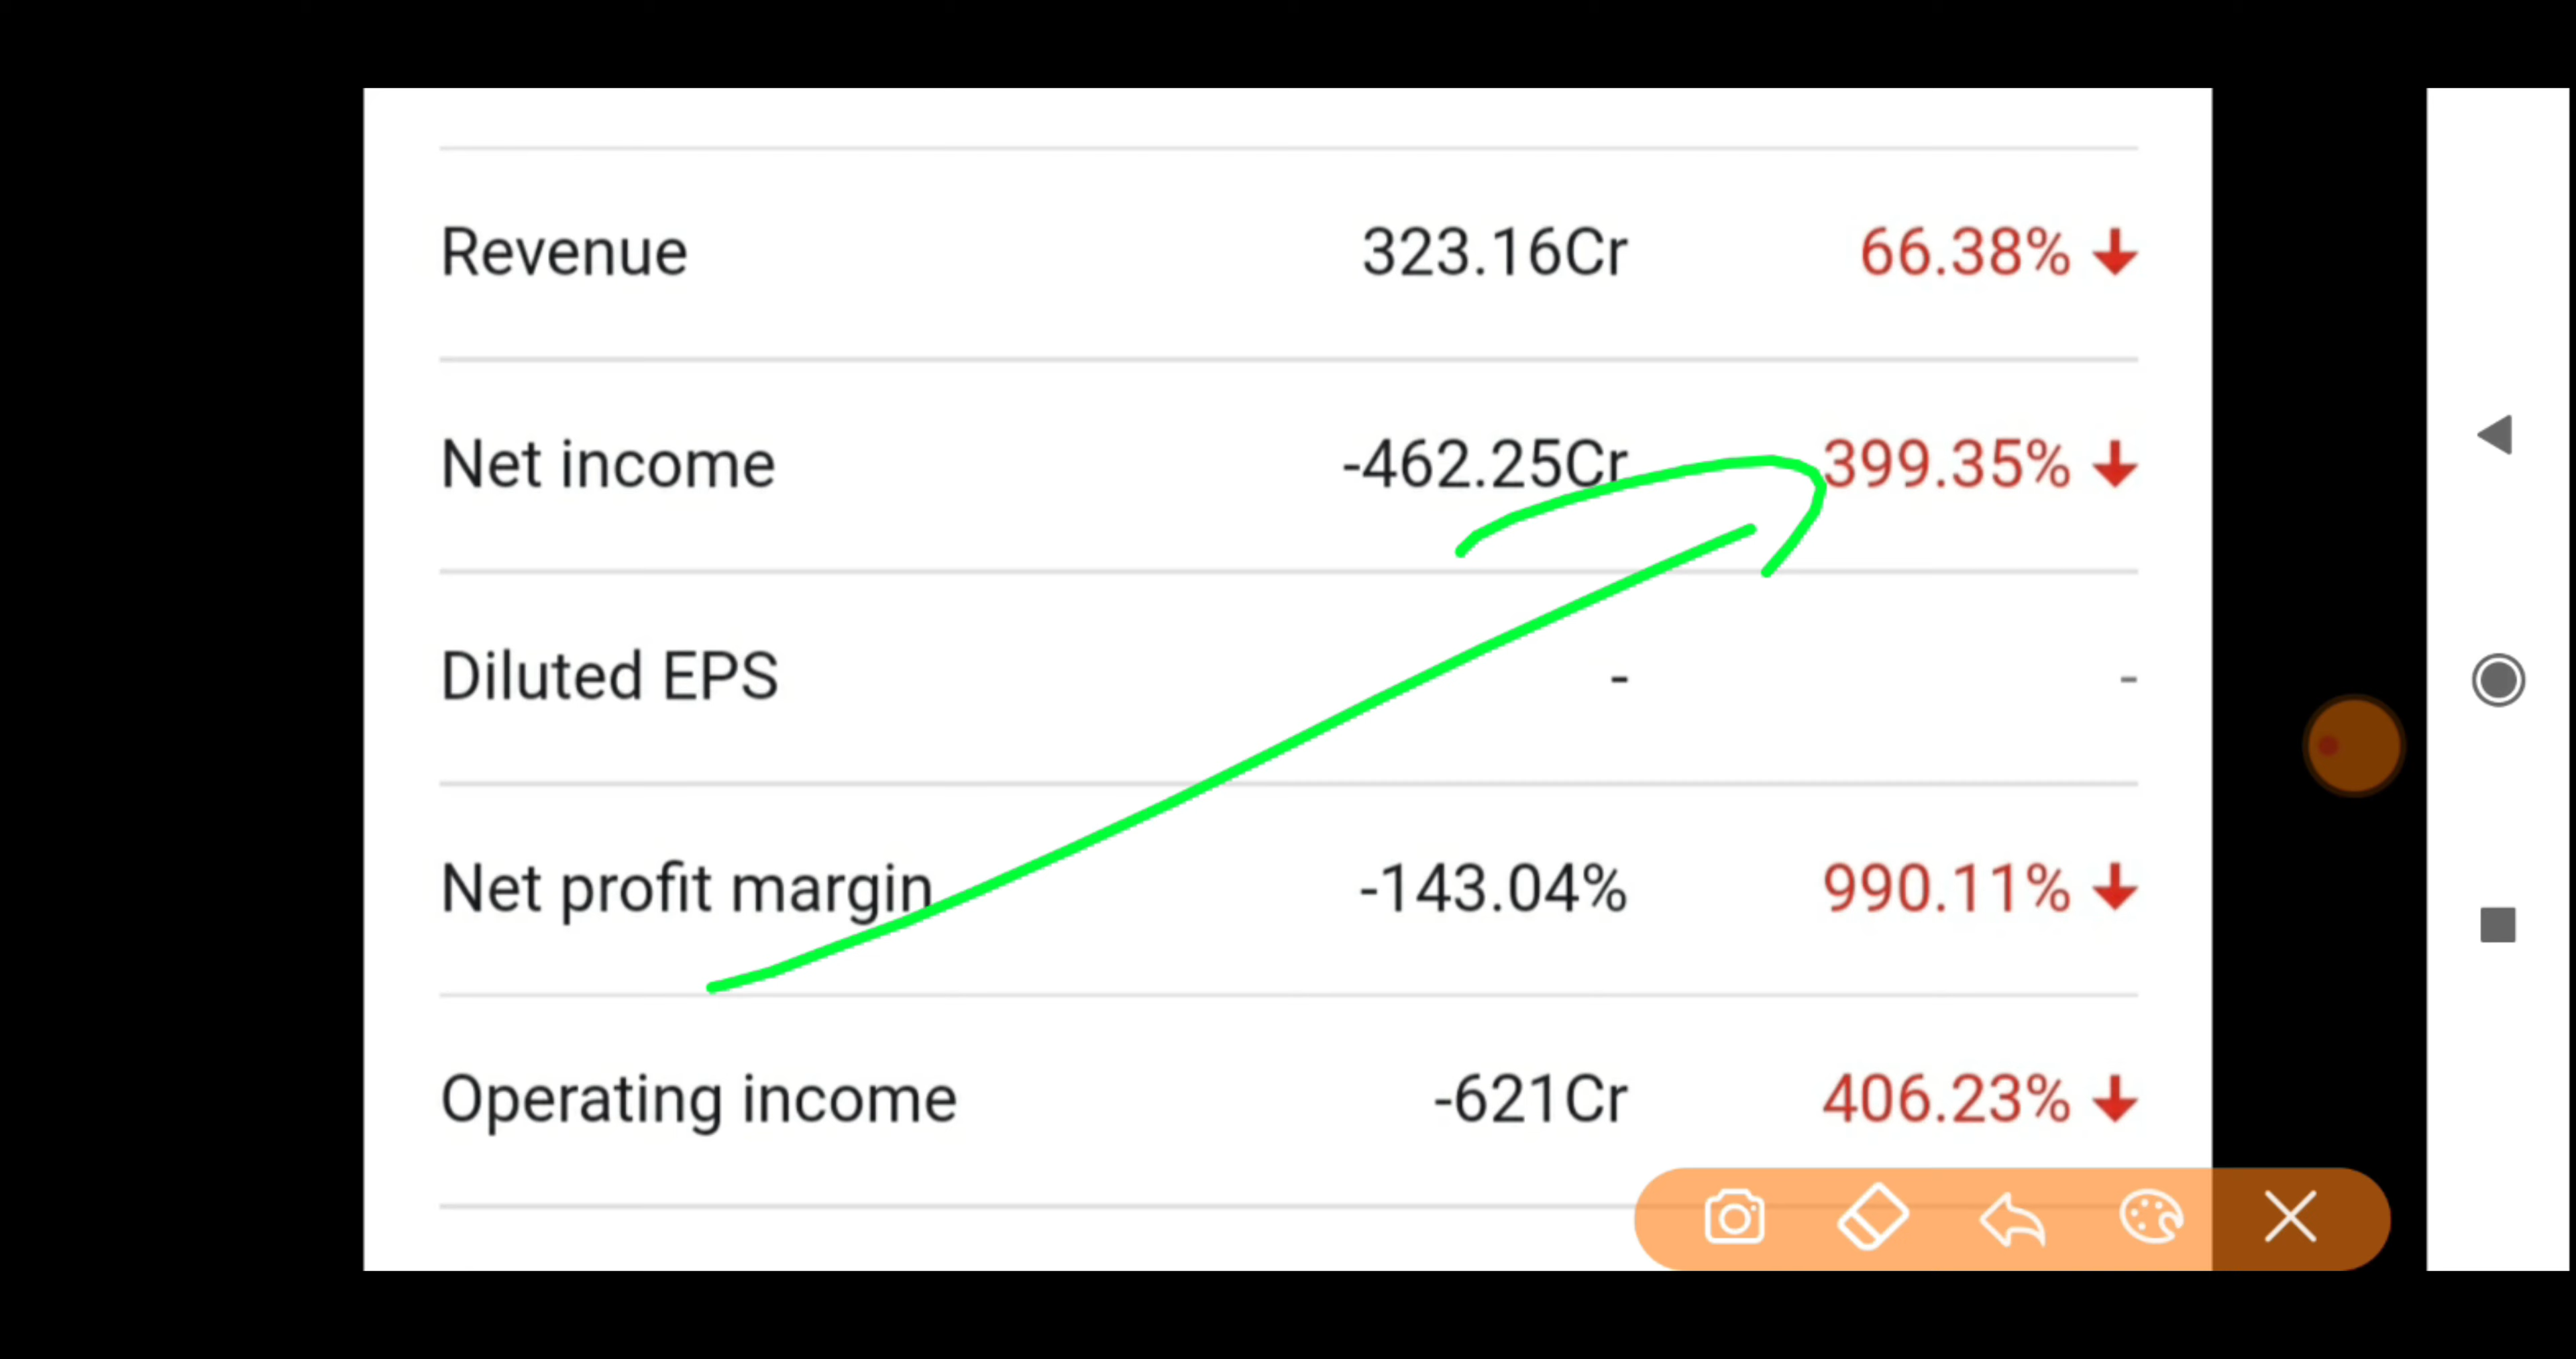 Revenue 323.16Cr 66.38%
Net income -462.25Cr 399.35%
Diluted EPS - -
Net profit margin -143.04% 990.11%
Operating income -621Cr 406.23%